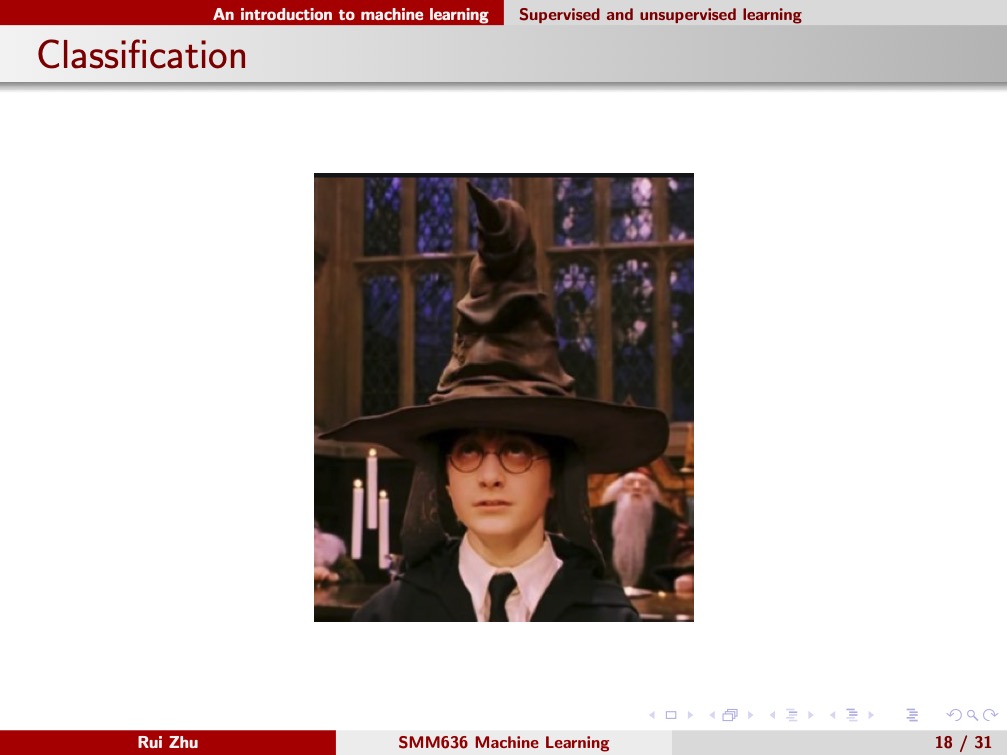 An introduction to machine learning Supervised and unsupervised learning
Classification
Rui Zhu SMM636 Machine Learning 18 / 31